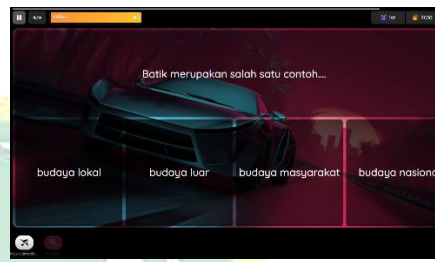 Batik merupakan salah satu contoh....
budaya lokal
budaya luar
budaya masyarakat
budaya nasiona